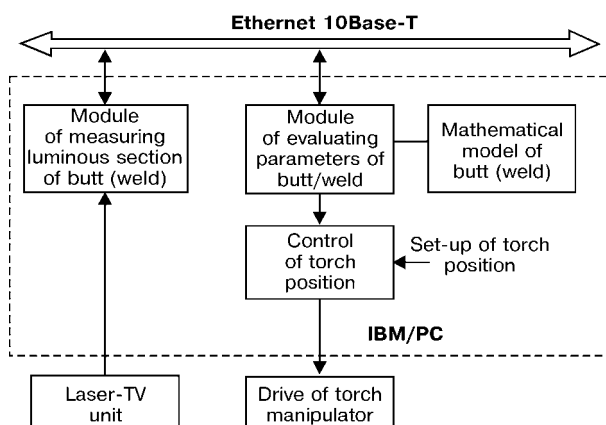 Ethernet 10Base-T
Module
of measuring
luminous section
of butt (weld)
Module
of evaluating
parameters of
butt/weld
Mathematical
model of
butt (weld)
Control
of torch
position
Set-up of torch
position
IBM/PC
Laser-TV
unit
Drive of torch
manipulator